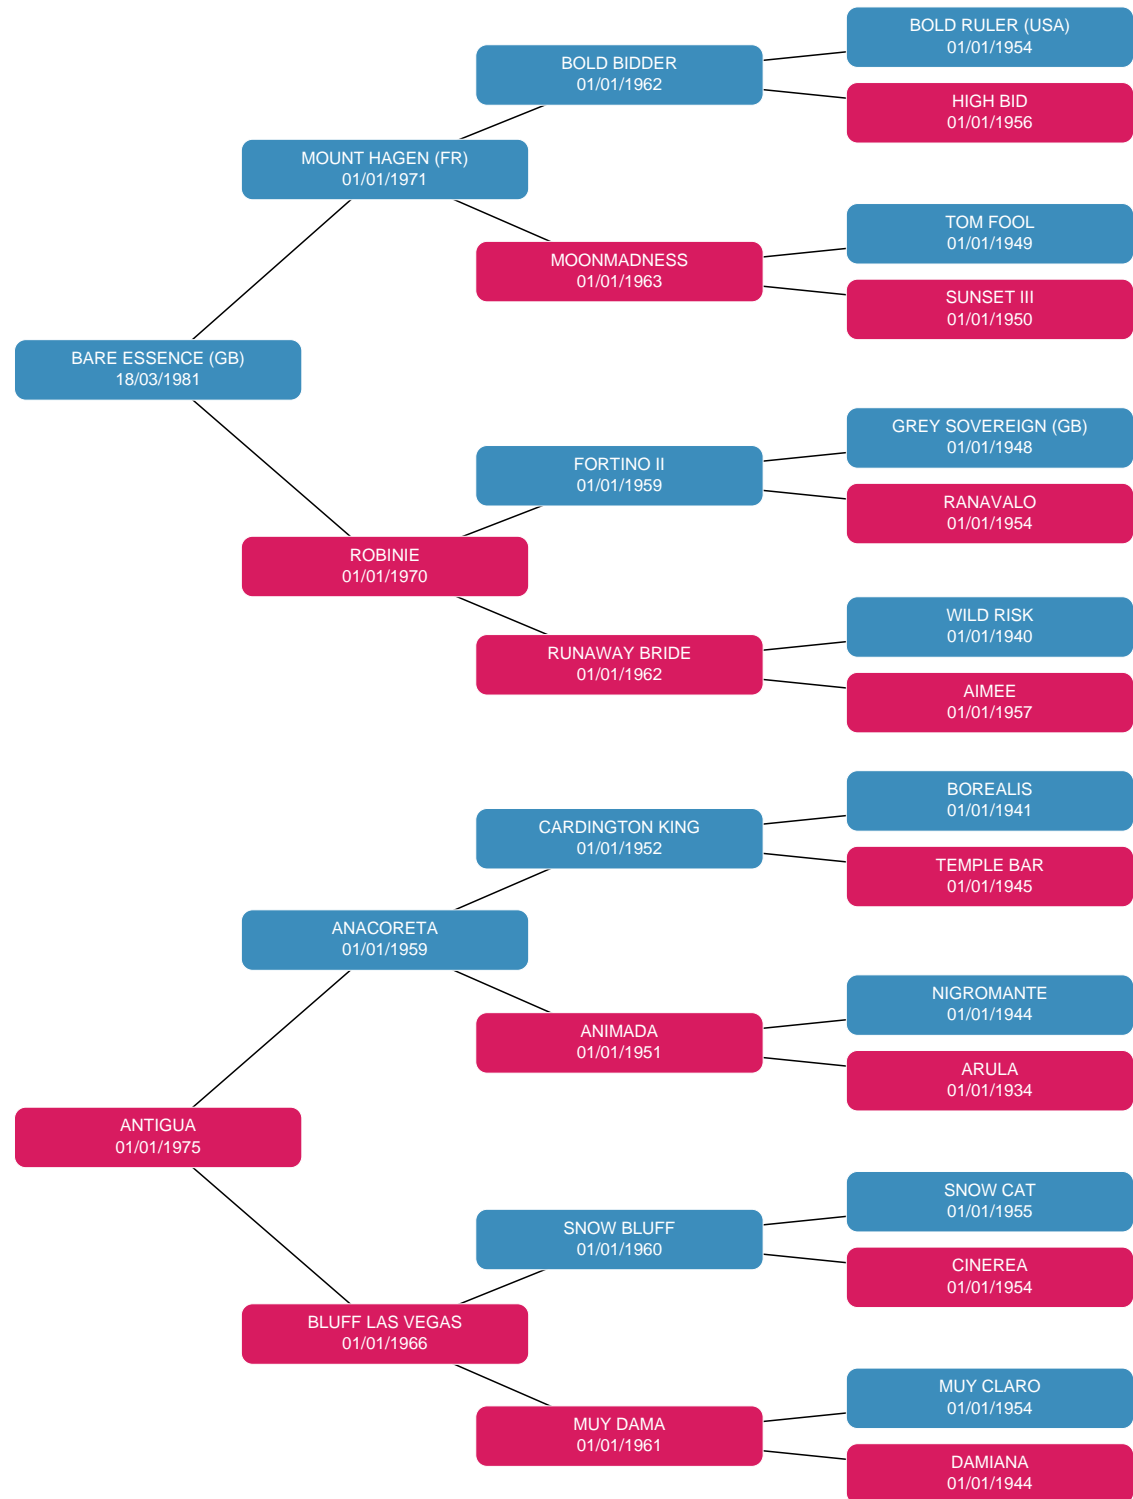 BOLD RULER (USA)
01/01/1954
BOLD BIDDER
01/01/1962
HIGH BID
01/01/1956
MOUNT HAGEN (FR)
01/01/1971
TOM FOOL
01/01/1949
MOONMADNESS
01/01/1963
SUNSET III
01/01/1950
BARE ESSENCE (GB)
18/03/1981
GREY SOVEREIGN (GB)
01/01/1948
FORTINO II
01/01/1959
RANAVALO
01/01/1954
ROBINIE
01/01/1970
WILD RISK
01/01/1940
RUNAWAY BRIDE
01/01/1962
AIMEE
01/01/1957
BOREALIS
01/01/1941
CARDINGTON KING
01/01/1952
TEMPLE BAR
01/01/1945
ANACORETA
01/01/1959
NIGROMANTE
01/01/1944
ANIMADA
01/01/1951
ARULA
01/01/1934
ANTIGUA
01/01/1975
SNOW CAT
01/01/1955
SNOW BLUFF
01/01/1960
CINEREA
01/01/1954
BLUFF LAS VEGAS
01/01/1966
MUY CLARO
01/01/1954
MUY DAMA
01/01/1961
DAMIANA
01/01/1944